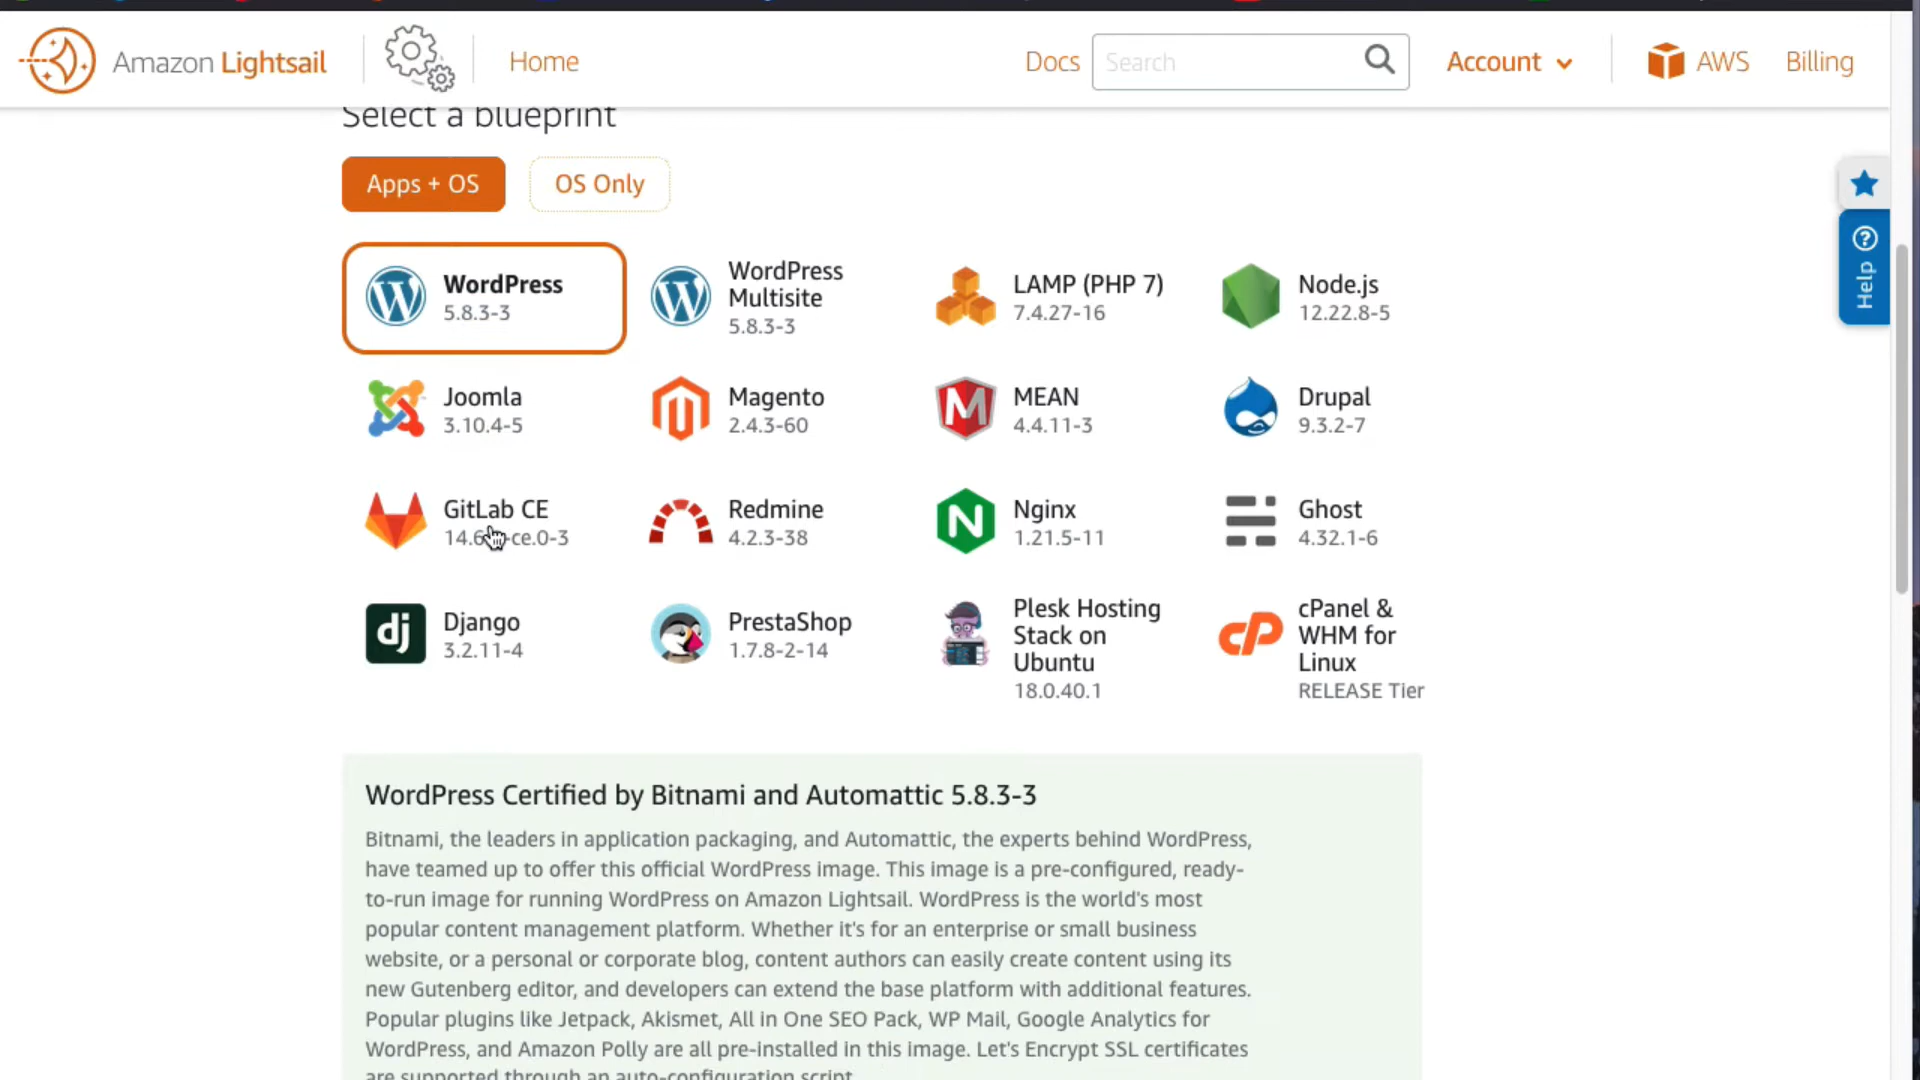 Amazon Lightsail
Home
Docs
Search
Account
AWS
Billing
Select a blueprint
Apps + OS
OS Only
WordPress
5.8.3-3
WordPress
Multisite
5.8.3-3
LAMP (PHP 7)
7.4.27-16
Node.js
12.22.8-5
Joomla
3.10.4-5
Magento
2.4.3-60
MEAN
4.4.11-3
Drupal
9.3.2-7
GitLab CE
Redmine
4.2.3-38
Nginx
1.21.5-11
Ghost
4.32.1-6
dj
Django
3.2.11-4
PrestaShop
1.7.8-2-14
Plesk Hosting
Stack on
Ubuntu
18.0.40.1
cP
cPanel &
WHM for
Linux
RELEASE Tier
Help
WordPress Certified by Bitnami and Automattic 5.8.3-3
Bitnami, the leaders in application packaging, and Automattic, the experts behind WordPress,
have teamed up to offer this official WordPress image. This image is a pre-configured, ready-
to-run image for running WordPress on Amazon Lightsail. WordPress is the world's most
popular content management platform. Whether it's for an enterprise or small business
website, or a personal or corporate blog, content authors can easily create content using its
new Gutenberg editor, and developers can extend the base platform with additional features.
Popular plugins like Jetpack, Akismet, All in One SEO Pack, WP Mail, Google Analytics for
WordPress, and Amazon Polly are all pre-installed in this image. Let's Encrypt SSL certificates
are supported through an auto-configuration script.